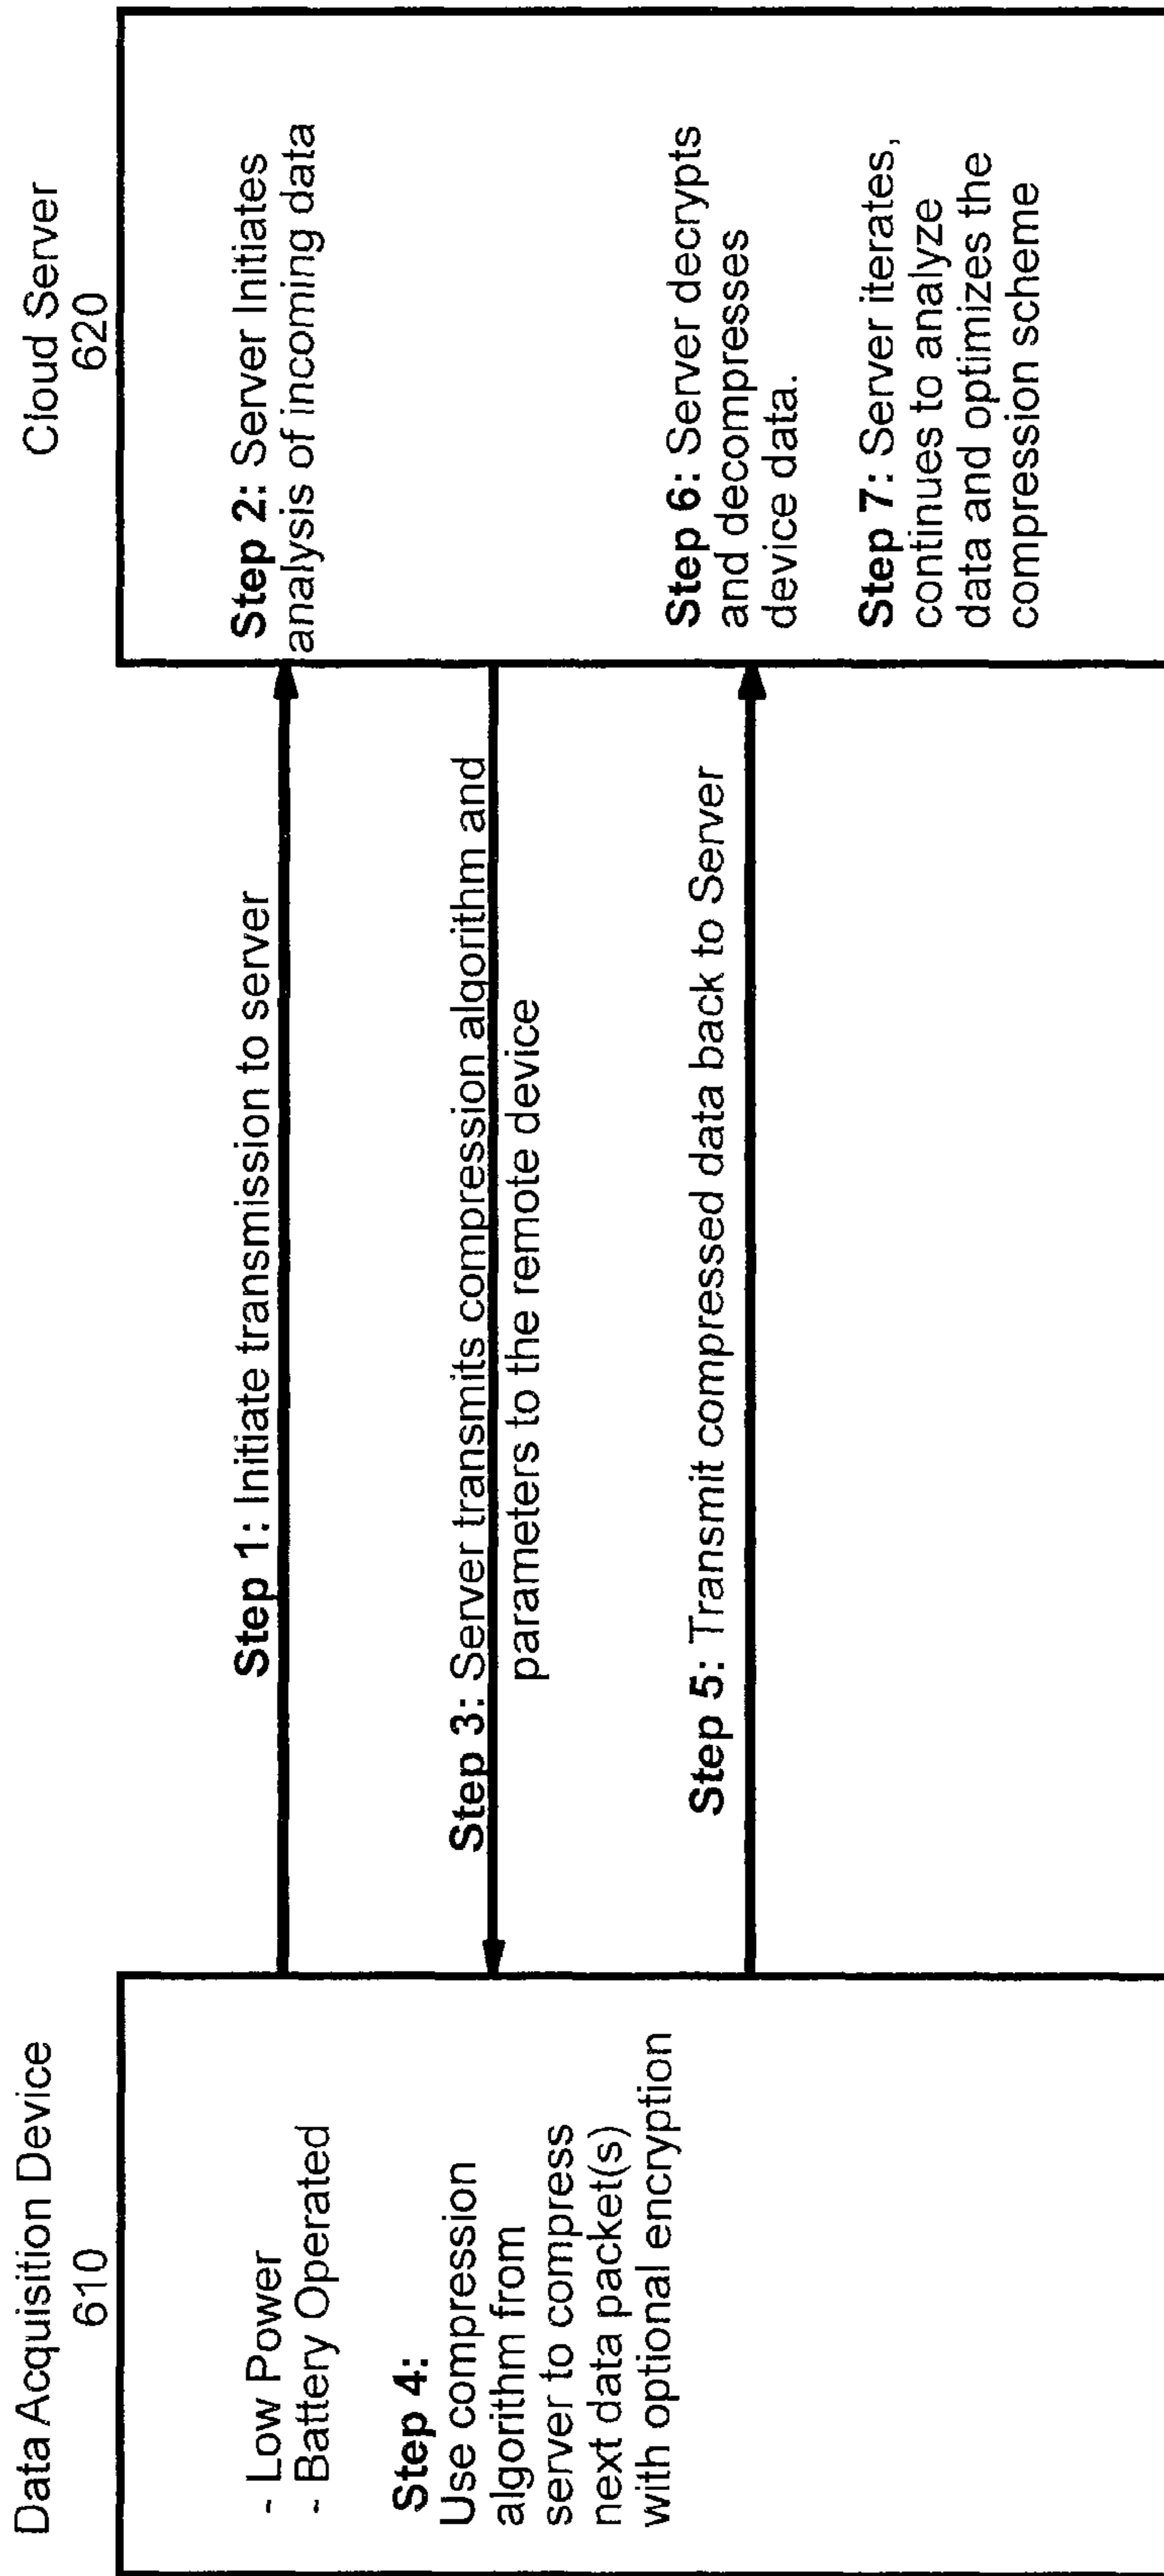 Data Acquisition Device
610
- Low Power
- Battery Operated
Step 4:
Use compression
algorithm from
server to compress
next data packet(s)
with optional encryption
Step 1: Initiate transmission to server
Step 3: Server transmits compression algorithm and
parameters to the remote device
Step 5: Transmit compressed data back to Server
Cloud Server
620
Step 2: Server Initiates
analysis of incoming data
Step 6: Server decrypts
and decompresses
device data.
Step 7: Server iterates,
continues to analyze
data and optimizes the
compression scheme